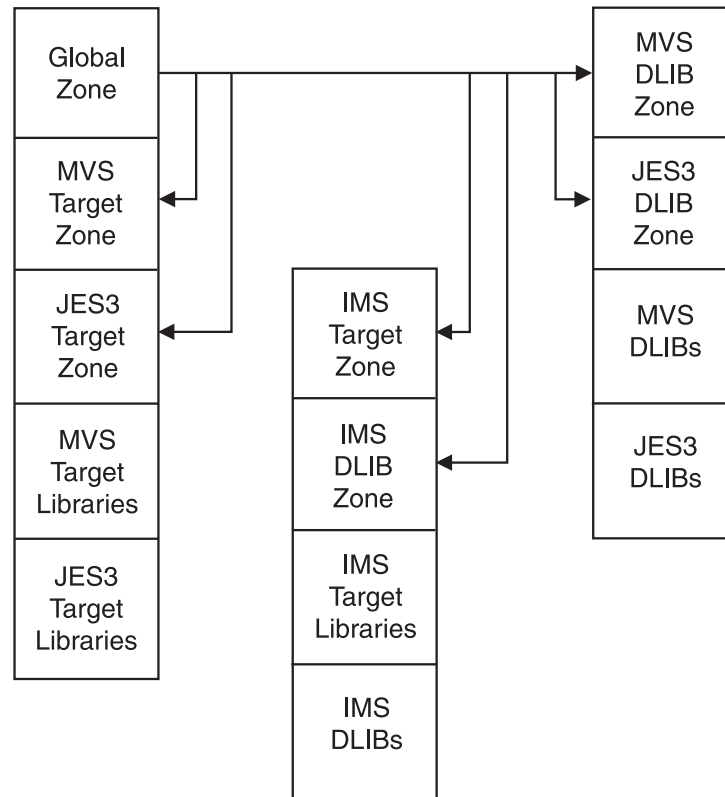 Global
Zone
MVS
Target
Zone
JES3
Target
Zone
MVS
Target
Libraries
JES3
Target
Libraries
IMS
Target
Zone
IMS
DLIB
Zone
IMS
Target
Libraries
IMS
DLIBs
MVS
DLIB
Zone
JES3
DLIB
Zone
MVS
DLIBs
JES3
DLIBs